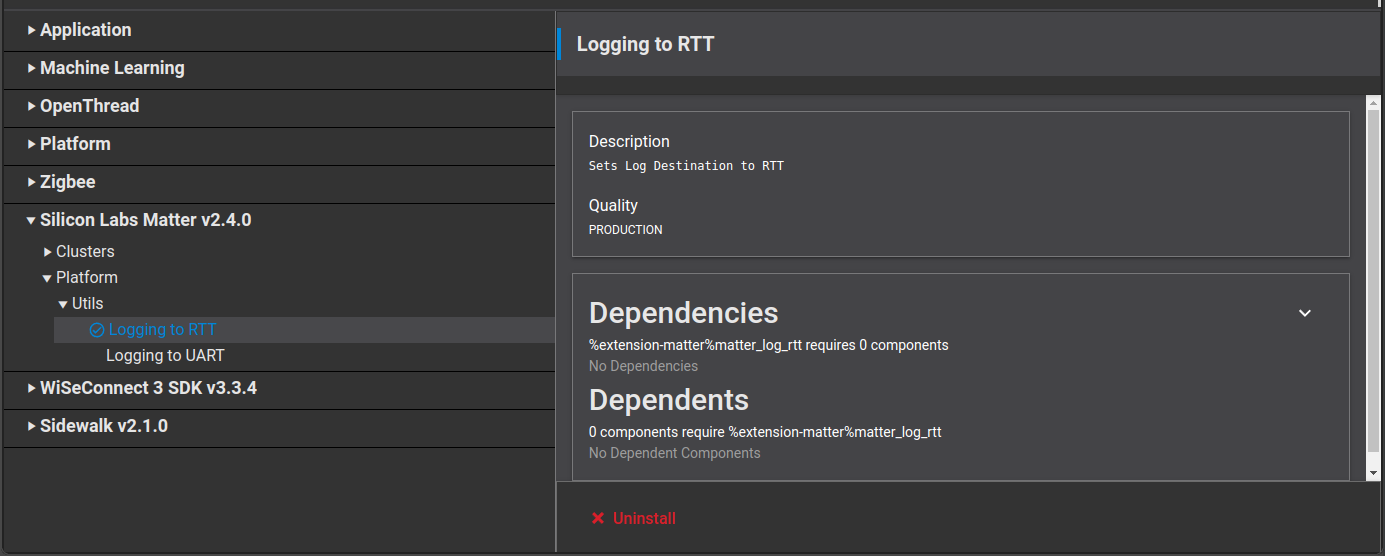 Application
Machine Learning
OpenThread
Platform
Zigbee
Silicon Labs Matter v2.4.0
Clusters
Platform
Utils
Logging to RTT
Logging to UART
WiSeConnect 3 SDK v3.3.4
Sidewalk v2.1.0
Logging to RTT
Description
Sets Log Destination to RTT
Quality
PRODUCTION
Dependencies
%extension-matter%matter_log_rtt requires 0 components
No Dependencies
Dependents
0 components require %extension-matter%matter_log_rtt
No Dependent Components
Uninstall